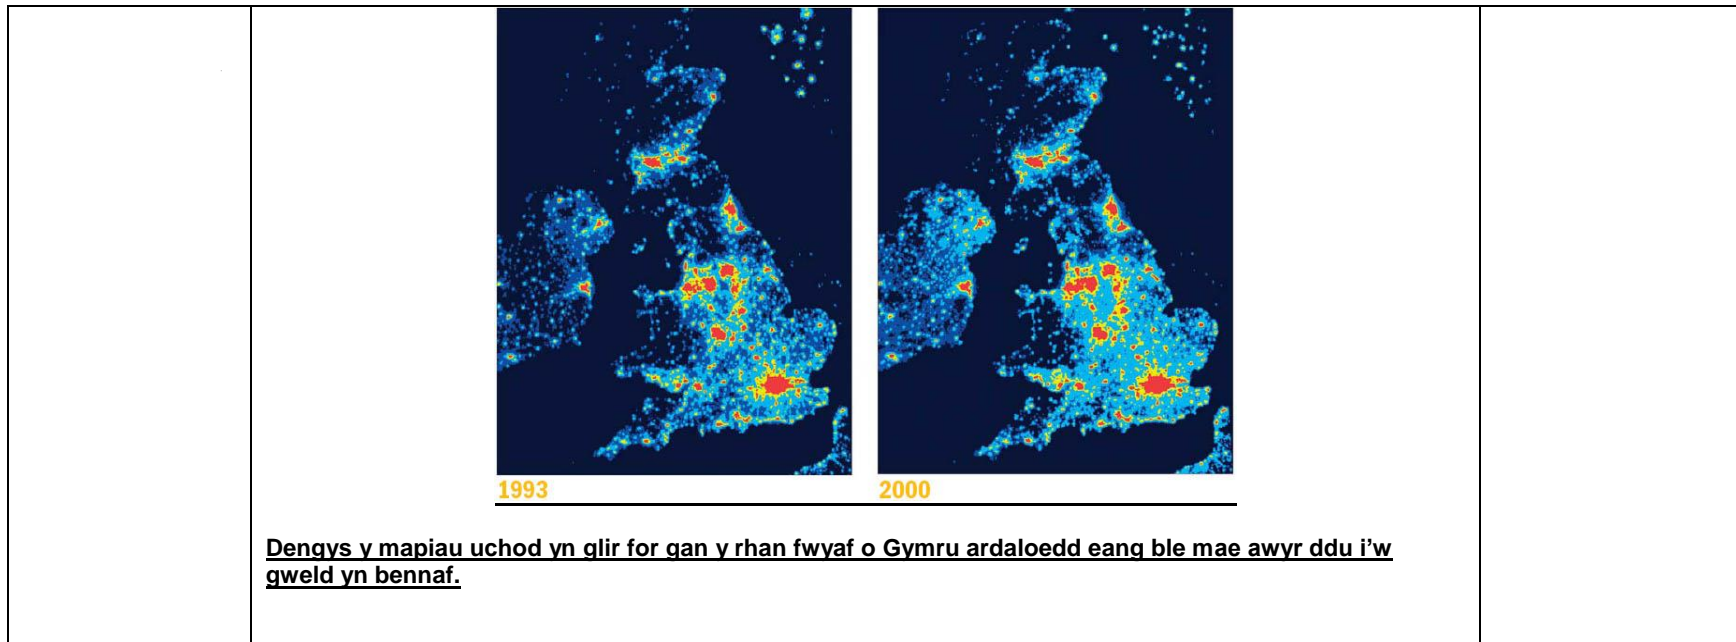 1993
2000
Dengys y mapiau uchod yn glir for gan y rhan fwyaf o Gymru ardaloedd eang ble mae awyr ddu i'w
gweld yn bennaf.